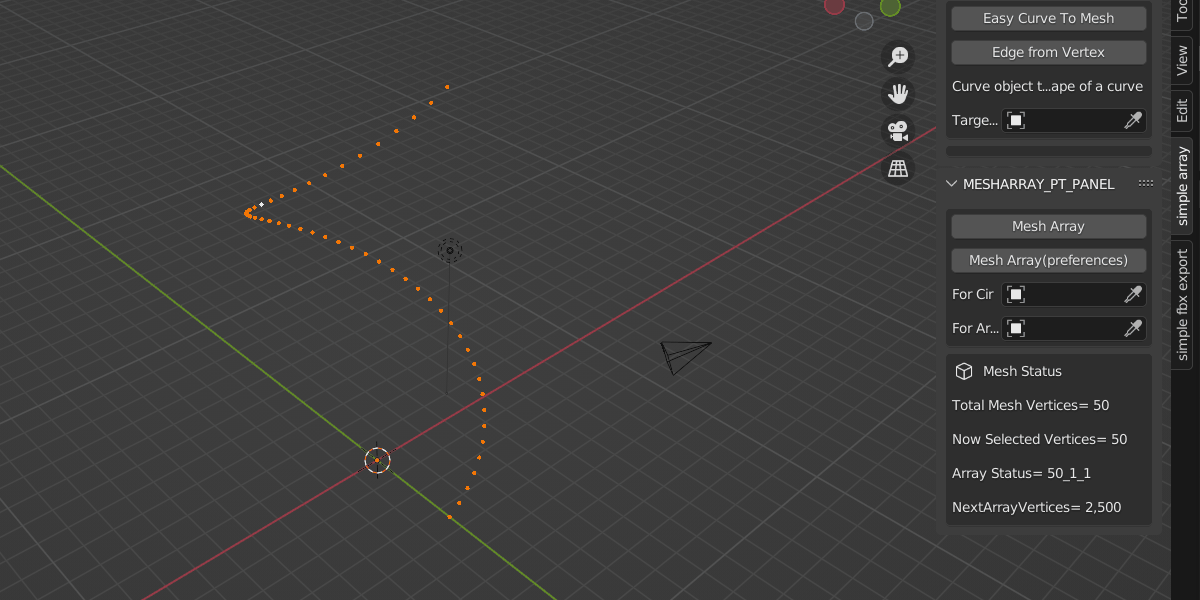 Easy Curve To Mesh
Edge from Vertex
Curve object t...ape of a curve
Targe...
MESHARRAY_PT_PANEL
Mesh Array
Mesh Array(preferences)
For Cir
For Ar...
Mesh Status
Total Mesh Vertices= 50
Now Selected Vertices= 50
Array Status= 50_1_1
NextArrayVertices= 2,500
View
Edit
simple array
simple fbx export